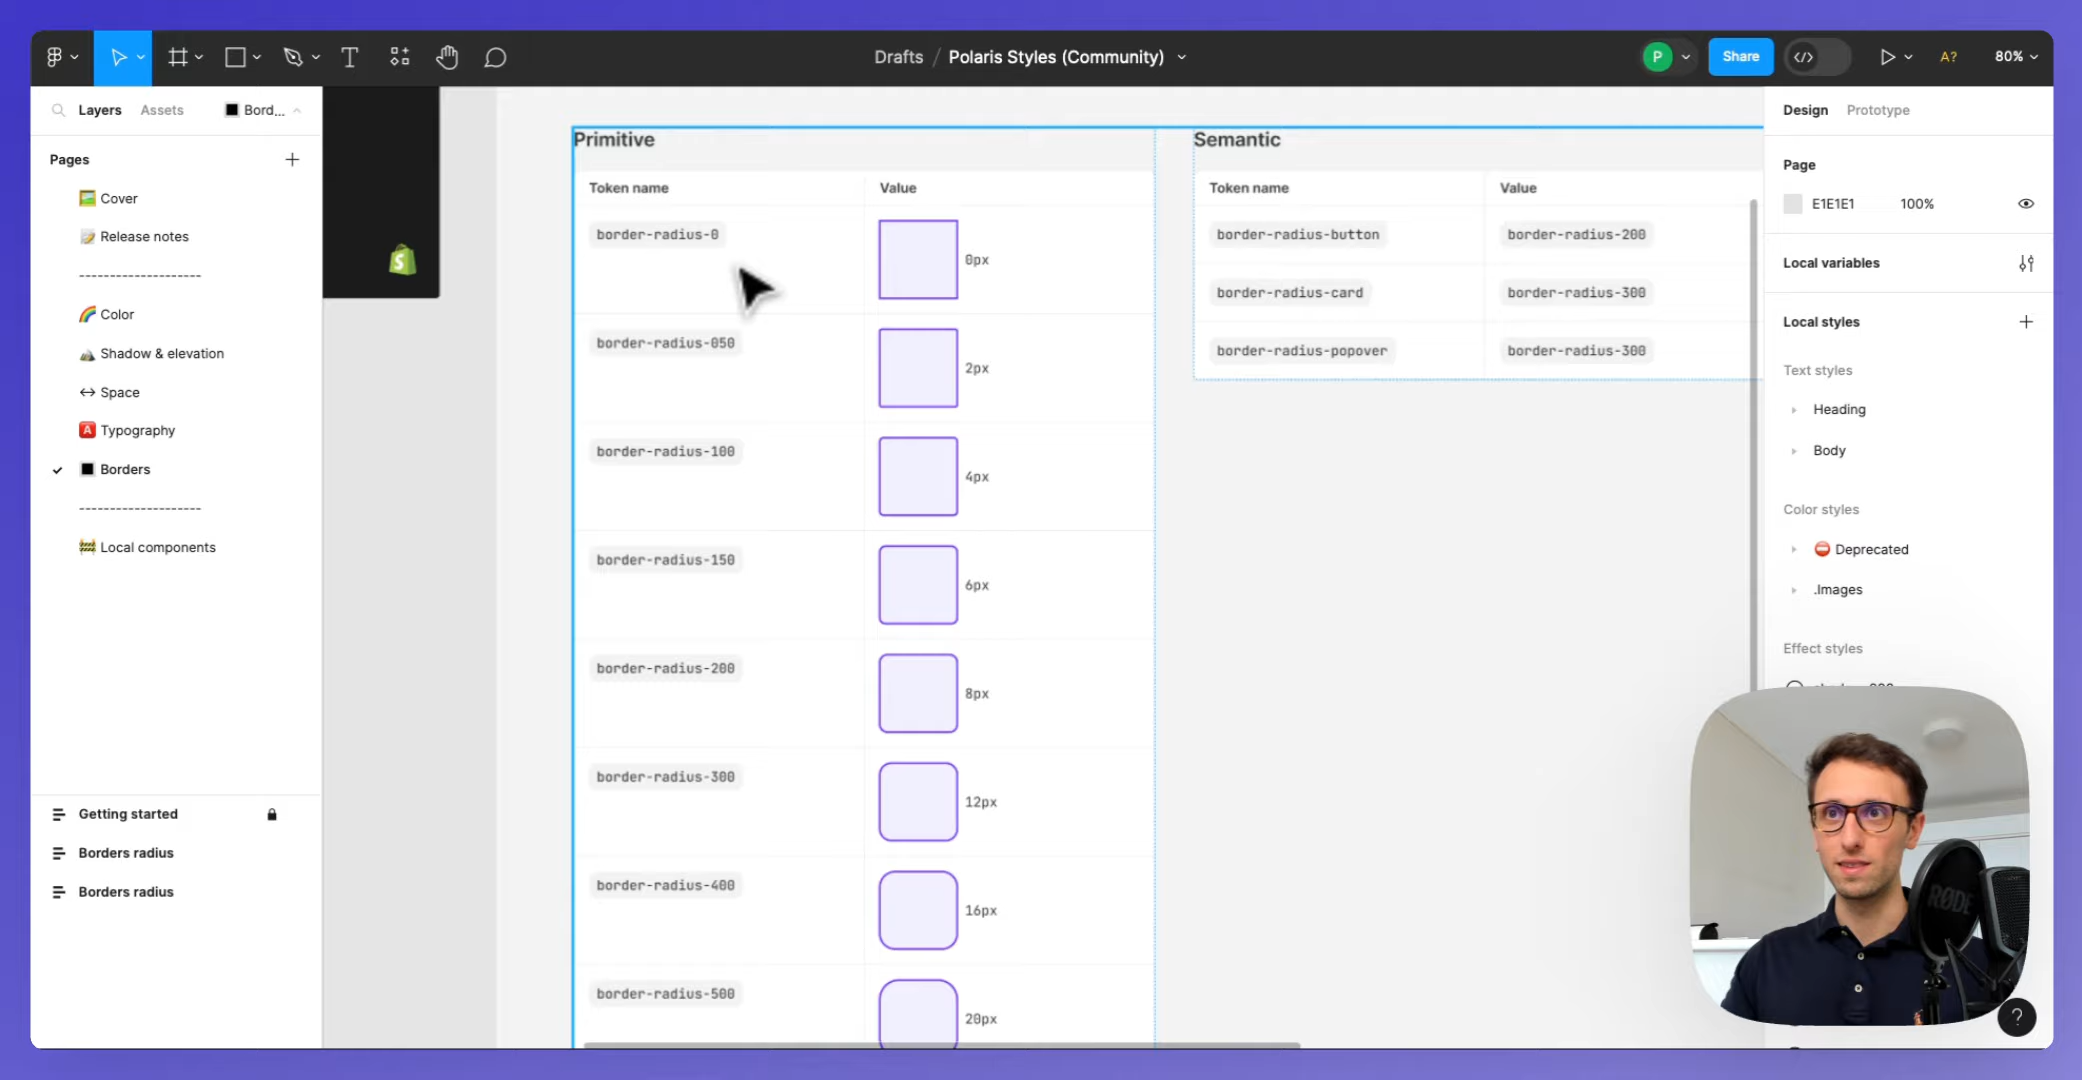 Drafts / Polaris Styles (Community)
P
Share
A?
80%
Layers
Assets
Bord...
Pages
Cover
Release notes
--------------------
Color
Shadow & elevation
Space
A Typography
Borders
--------------------
Local components
Getting started
Borders radius
Borders radius
Primitive
Token name
Value
border-radius-0
0px
border-radius-050
2px
border-radius-100
4px
border-radius-150
6px
border-radius-200
8px
border-radius-300
12px
border-radius-400
16px
border-radius-500
20px
Semantic
Token name
Value
border-radius-button
border-radius-200
border-radius-card
border-radius-300
border-radius-popover
border-radius-300
Design
Prototype
Page
E1E1E1
100%
Local variables
Local styles
Text styles
Heading
Body
Color styles
Deprecated
.Images
Effect styles
RØDE
?